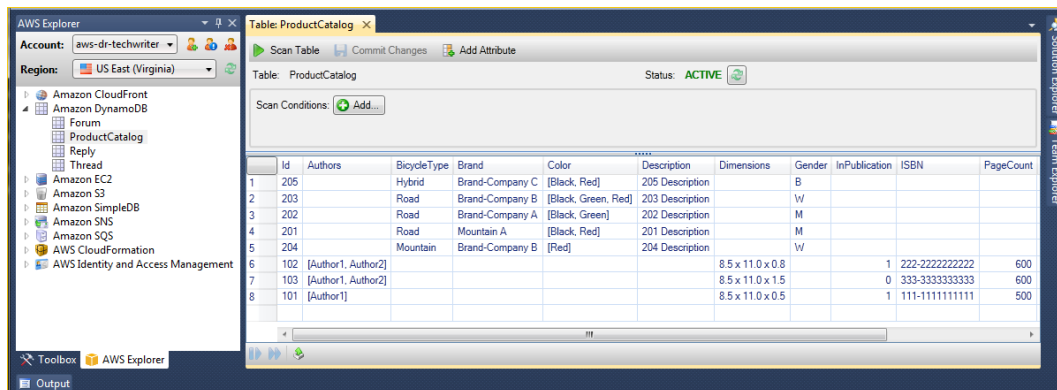 AWS Explorer
Account: aws-dr-techwriter
Region: US East (Virginia)
Amazon CloudFront
Amazon DynamoDB
Forum
ProductCatalog
Reply
Thread
Amazon EC2
Amazon S3
Amazon SimpleDB
Amazon SNS
Amazon SQS
AWS CloudFormation
AWS Identity and Access Management
Toolbox AWS Explorer
Output
Table: ProductCatalog
Scan Table Commit Changes Add Attribute
Table: ProductCatalog Status: ACTIVE
Scan Conditions: Add...
Id Authors BicycleType Brand Color Description Dimensions Gender InPublication ISBN PageCount
1 205 Hybrid Brand-Company C [Black, Red] 205 Description B
2 203 Road Brand-Company B [Black, Green, Red] 203 Description W
3 202 Road Brand-Company A [Black, Green] 202 Description M
4 201 Road Mountain A [Black, Red] 201 Description M
5 204 Mountain Brand-Company B [Red] 204 Description W
6 102 [Author1, Author2] 8.5 x 11.0 x 0.8 1 222-2222222222 600
7 103 [Author1, Author2] 8.5 x 11.0 x 1.5 0 333-3333333333 600
8 101 [Author1] 8.5 x 11.0 x 0.5 1 111-1111111111 500
Solution Explorer
Team Explorer